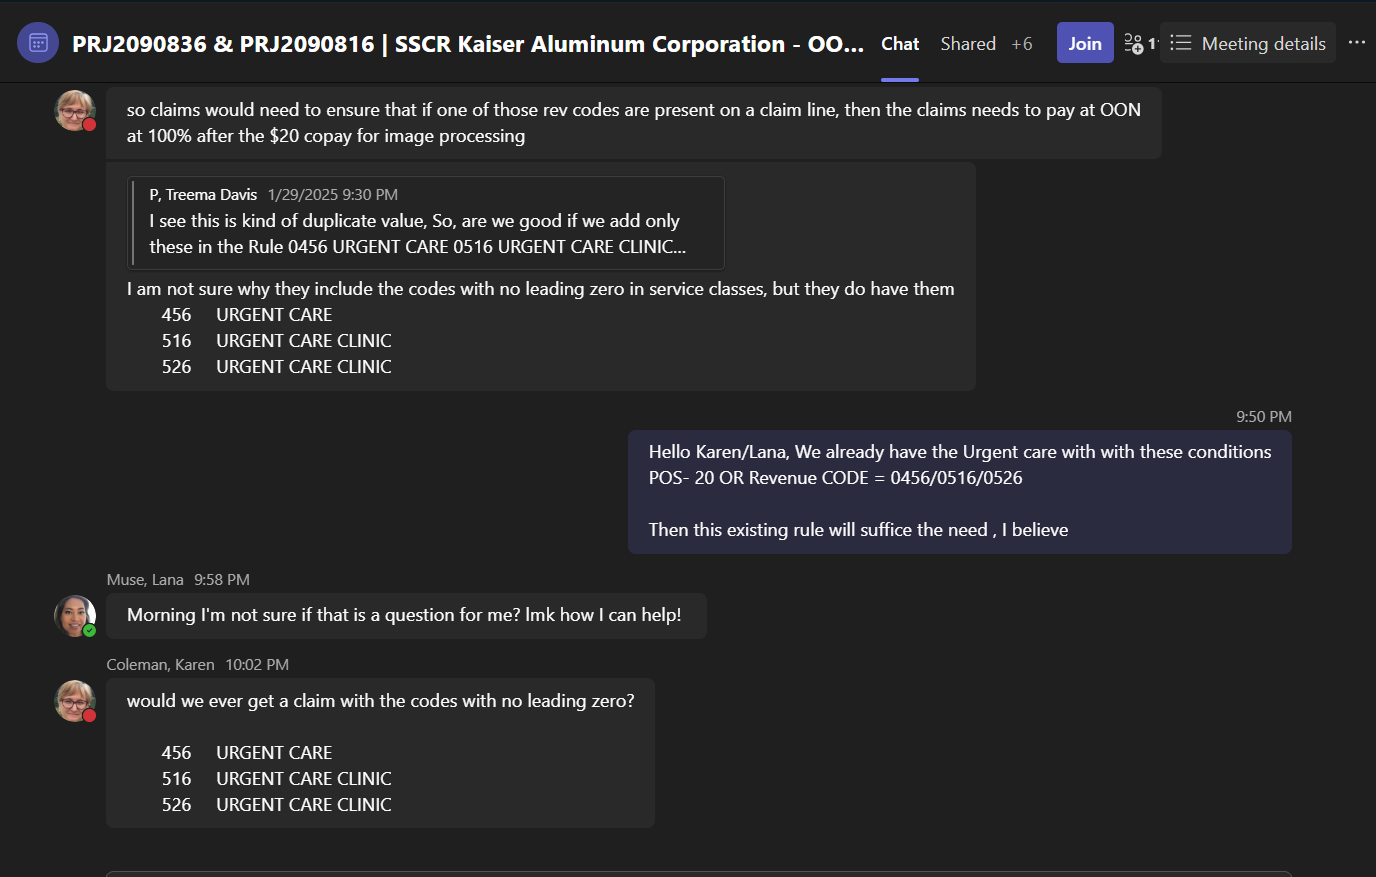 PRJ2090836 & PRJ2090816 | SSCR Kaiser Aluminum Corporation - OO... Chat Shared +6 Join 1 Meeting details
so claims would need to ensure that if one of those rev codes are present on a claim line, then the claims needs to pay at OON
at 100% after the $20 copay for image processing
P, Treema Davis 1/29/2025 9:30 PM
I see this is kind of duplicate value, So, are we good if we add only
these in the Rule 0456 URGENT CARE 0516 URGENT CARE CLINIC...
I am not sure why they include the codes with no leading zero in service classes, but they do have them
456 URGENT CARE
516 URGENT CARE CLINIC
526 URGENT CARE CLINIC
9:50 PM
Hello Karen/Lana, We already have the Urgent care with with these conditions
POS- 20 OR Revenue CODE = 0456/0516/0526
Then this existing rule will suffice the need , I believe
Muse, Lana 9:58 PM
Morning I'm not sure if that is a question for me? lmk how I can help!
Coleman, Karen 10:02 PM
would we ever get a claim with the codes with no leading zero?
456 URGENT CARE
516 URGENT CARE CLINIC
526 URGENT CARE CLINIC